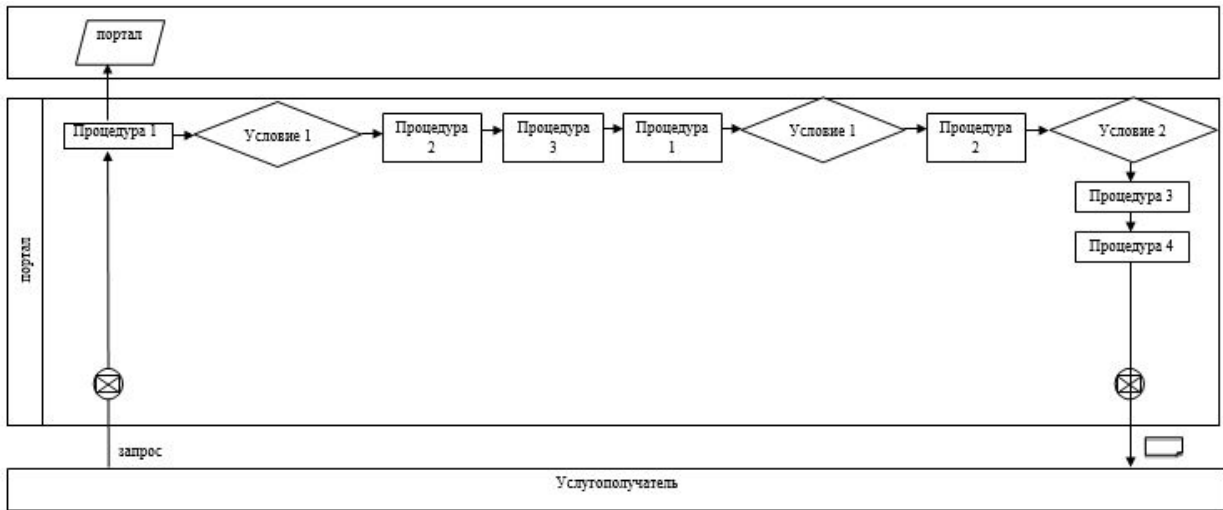 портал
портал
Процедура 1
Условие 1
Процедура
2
Процедура
3
Процедура
1
Условие 1
Процедура
2
Условие 2
Процедура 3
Процедура 4
запрос
Услугополучатель